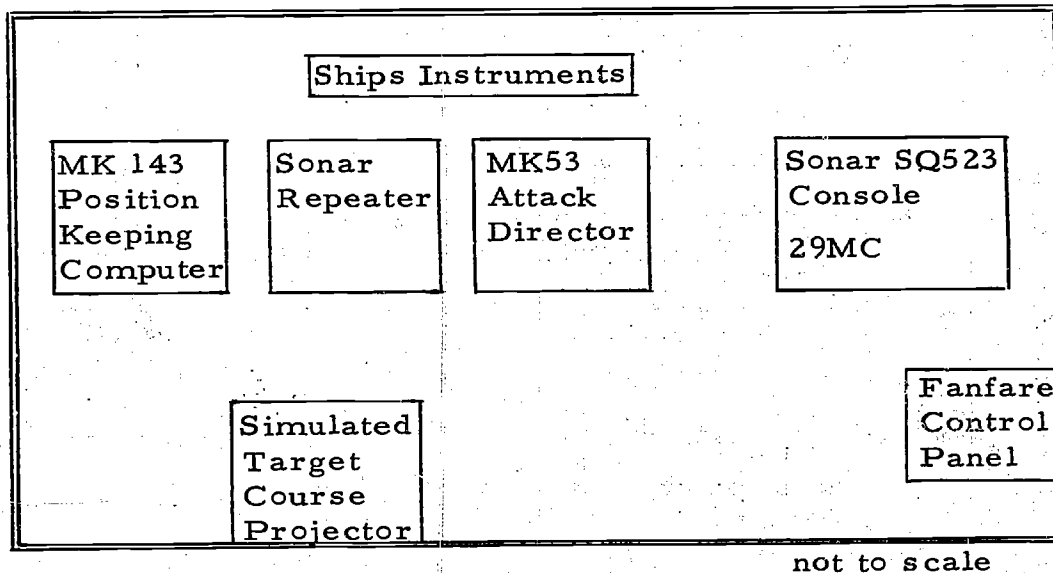 Ships Instruments
MK 143
Position
Keeping
Computer
Sonar
Repeater
MK53
Attack
Director
Sonar SQ523
Console
29MC
Simulated
Target
Course
Projector
Fanfare
Control
Panel
not to scale